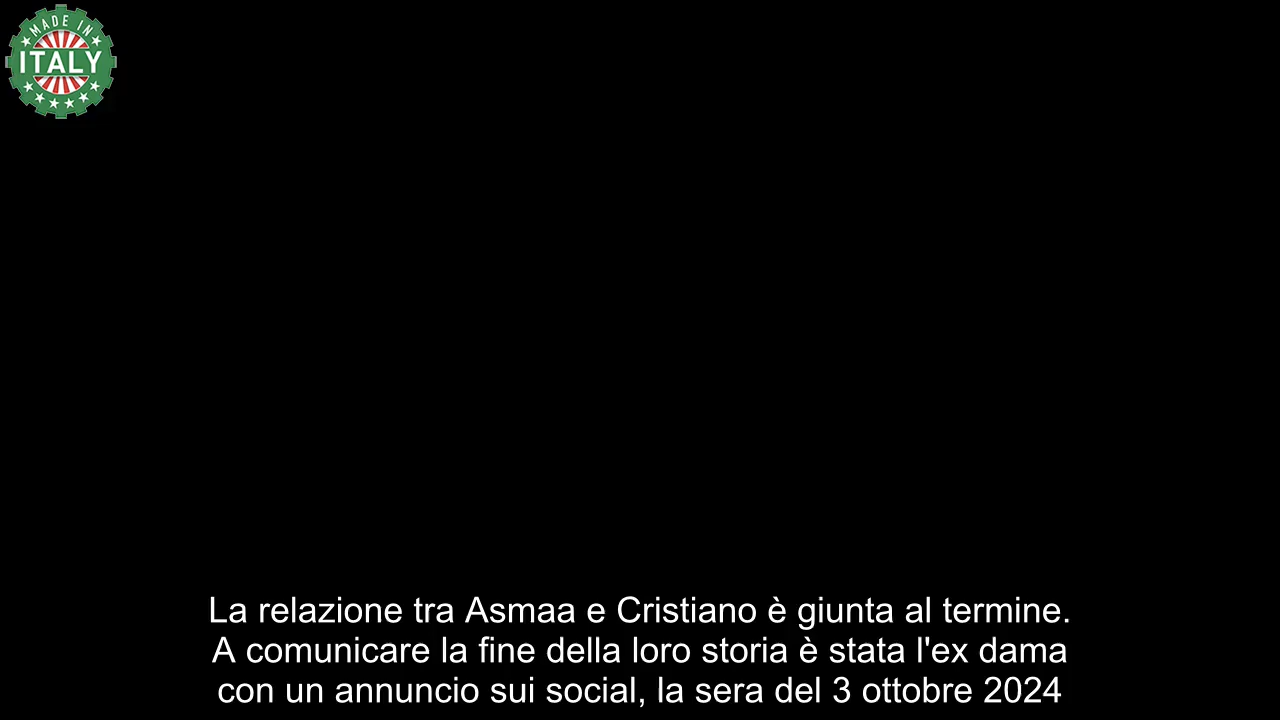 MADE IN
ITALY
La relazione tra Asmaa e Cristiano è giunta al termine.
A comunicare la fine della loro storia è stata l'ex dama
con un annuncio sui social, la sera del 3 ottobre 2024